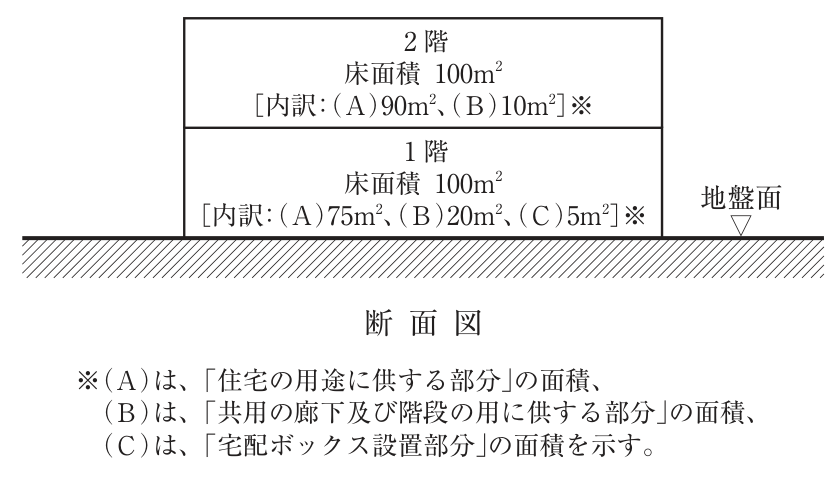 2階
床面積 100m²
[内訳：(A)90m²、(B)10m²]※
1階
床面積 100m²
[内訳：(A)75m²、(B)20m²、(C)5m²]※
地盤面
断面図
※(A)は、「住宅の用途に供する部分」の面積、
(B)は、「共用の廊下及び階段の用に供する部分」の面積、
(C)は、「宅配ボックス設置部分」の面積を示す。